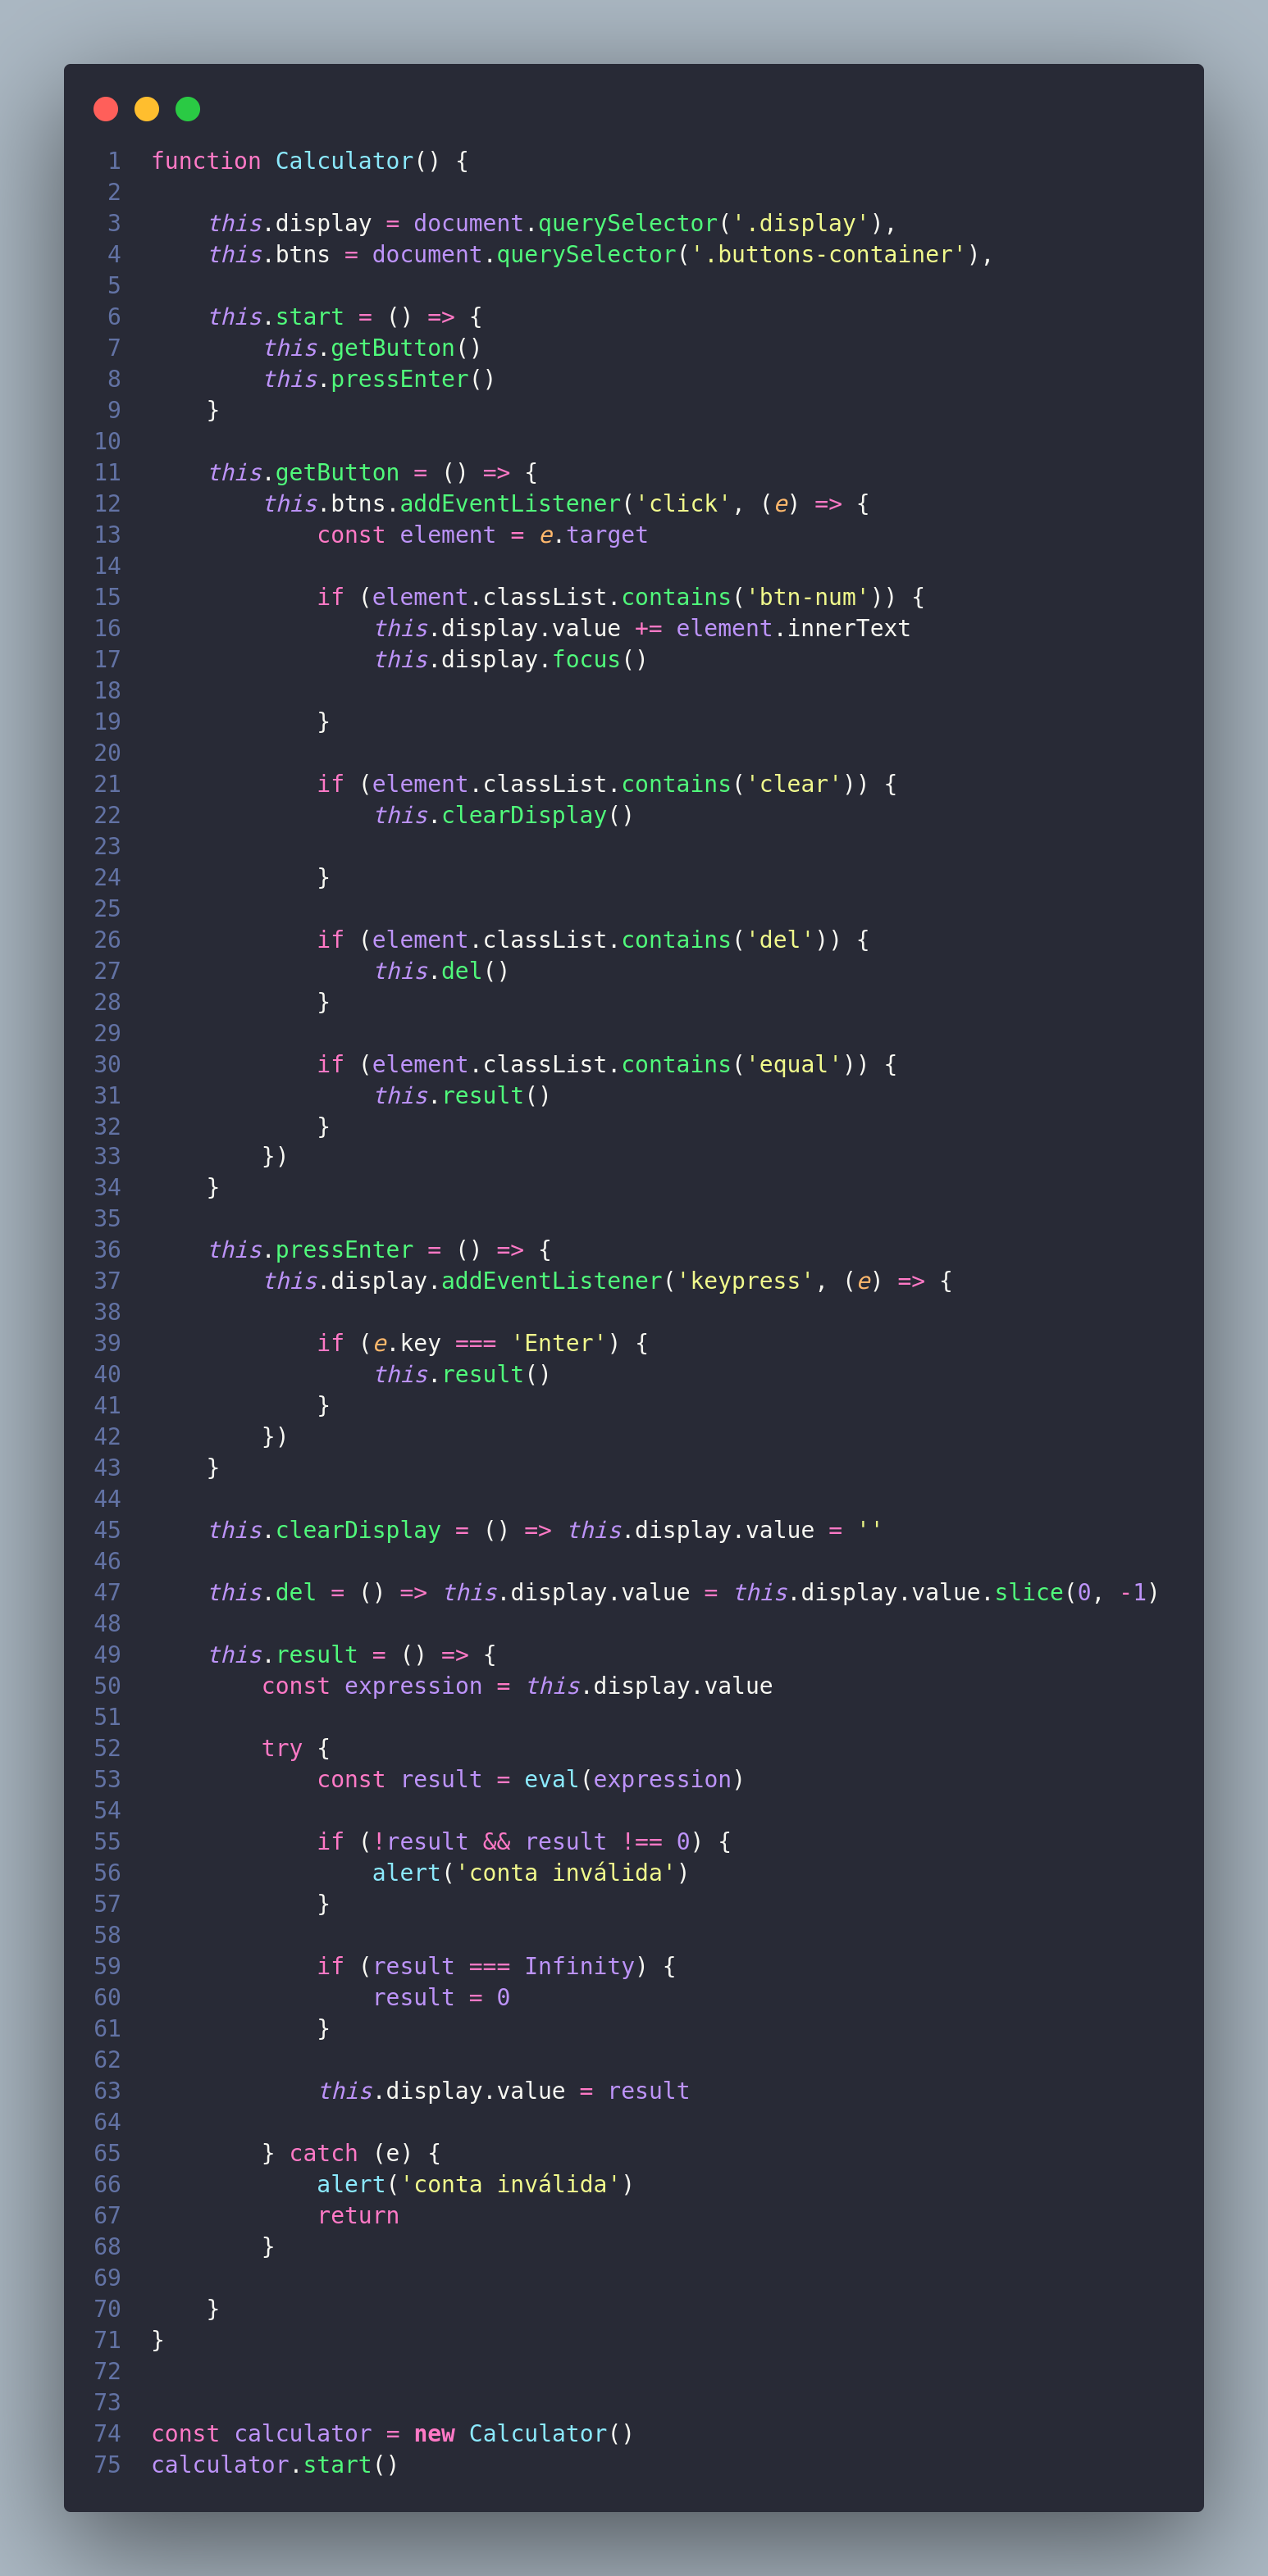 1 function Calculator() {
2
3     this.display = document.querySelector('.display'),
4     this.btns = document.querySelector('.buttons-container'),
5
6     this.start = () => {
7         this.getButton()
8         this.pressEnter()
9     }
10
11     this.getButton = () => {
12         this.btns.addEventListener('click', (e) => {
13             const element = e.target
14
15             if (element.classList.contains('btn-num')) {
16                 this.display.value += element.innerText
17                 this.display.focus()
18
19             }
20
21             if (element.classList.contains('clear')) {
22                 this.clearDisplay()
23
24             }
25
26             if (element.classList.contains('del')) {
27                 this.del()
28             }
29
30             if (element.classList.contains('equal')) {
31                 this.result()
32             }
33         })
34     }
35
36     this.pressEnter = () => {
37         this.display.addEventListener('keypress', (e) => {
38
39             if (e.key === 'Enter') {
40                 this.result()
41             }
42         })
43     }
44
45     this.clearDisplay = () => this.display.value = ''
46
47     this.del = () => this.display.value = this.display.value.slice(0, -1)
48
49     this.result = () => {
50         const expression = this.display.value
51
52         try {
53             const result = eval(expression)
54
55             if (!result && result !== 0) {
56                 alert('conta inválida')
57             }
58
59             if (result === Infinity) {
60                 result = 0
61             }
62
63             this.display.value = result
64
65         } catch (e) {
66             alert('conta inválida')
67             return
68         }
69
70     }
71 }
72
73
74 const calculator = new Calculator()
75 calculator.start()